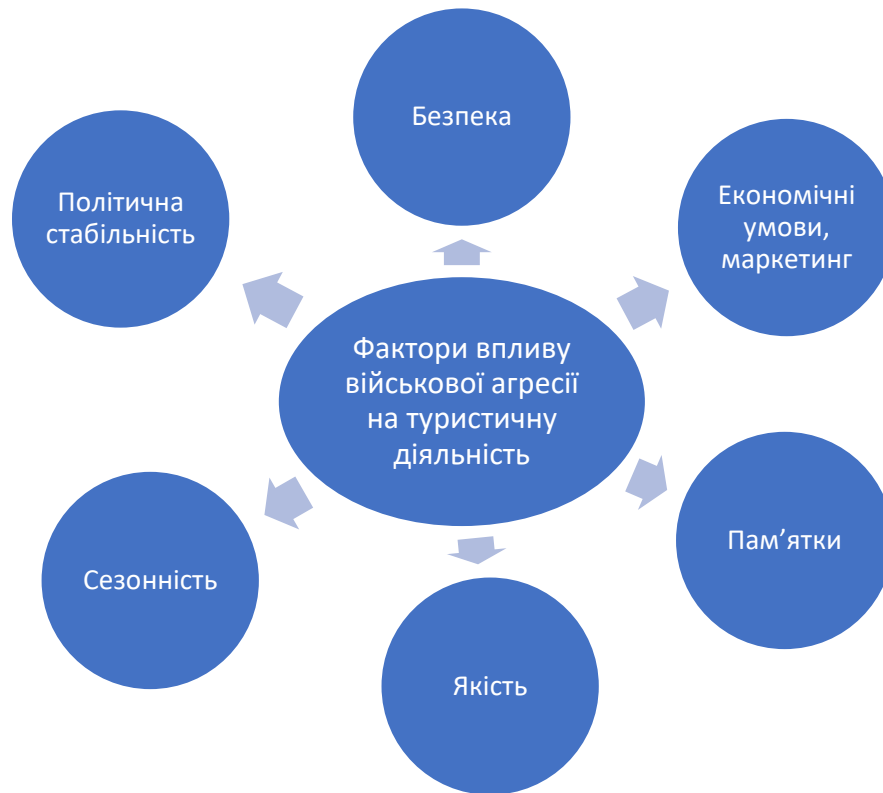 Безпека
Політична
стабільність
Економічні
умови,
маркетинг
Фактори впливу
військової агресії
на туристичну
діяльність
Пам’ятки
Сезонність
Якість